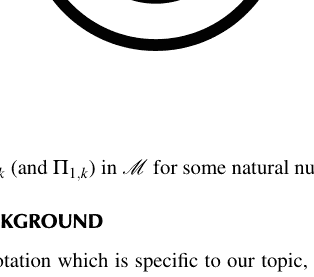 k (and Π1,k) in ℳ for some natural nu
KGROUND
otation which is specific to our topic,